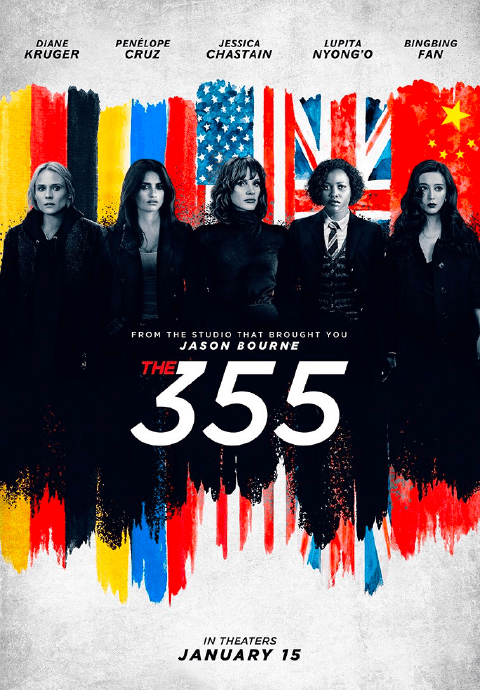 DIANE KRUGER
PENÉLOPE CRUZ
JESSICA CHASTAIN
LUPITA NYONG'O
BINGBING FAN
FROM THE STUDIO THAT BROUGHT YOU
JASON BOURNE
THE 355
IN THEATERS
JANUARY 15